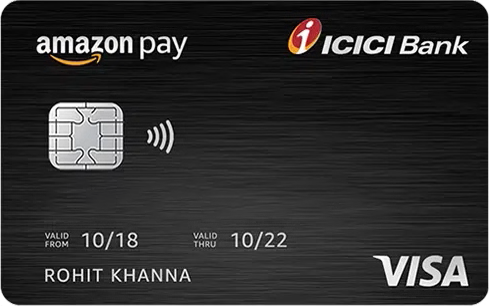 amazon pay
ICICI Bank
VALID FROM 10/18 VALID THRU 10/22
ROHIT KHANNA
VISA